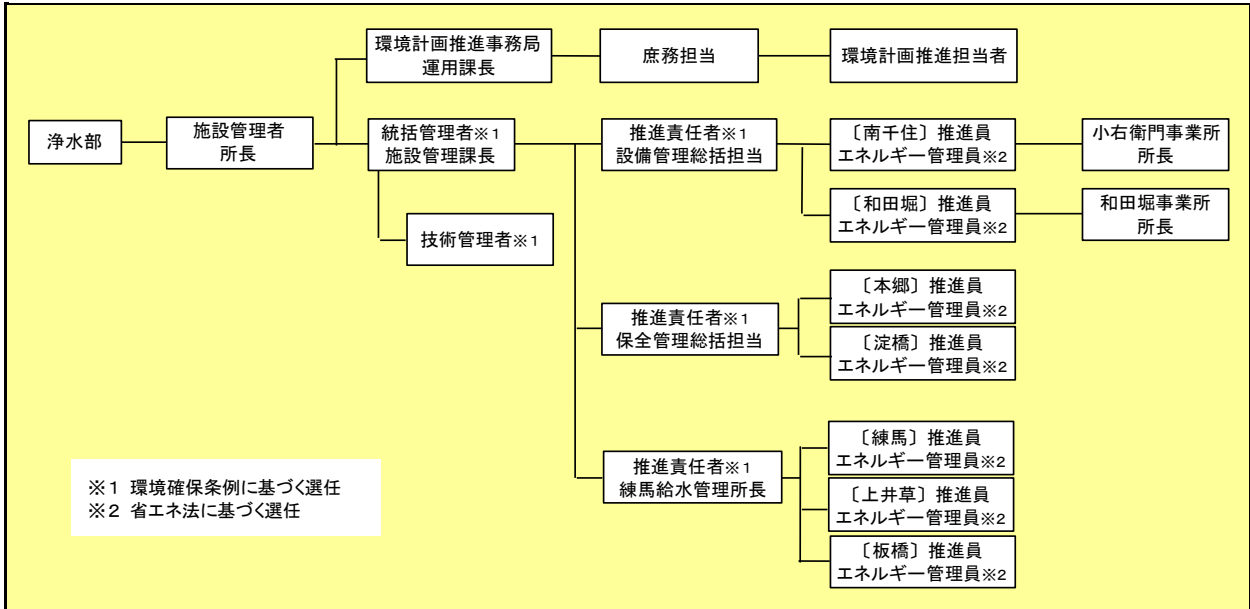 環境計画推進事務局
運用課長
庶務担当
環境計画推進担当者
浄水部
施設管理者
所長
統括管理者※1
施設管理課長
推進責任者※1
設備管理総括担当
〔南千住〕推進員
エネルギー管理員※2
小右衛門事業所
所長
〔和田堀〕推進員
エネルギー管理員※2
和田堀事業所
所長
技術管理者※1
推進責任者※1
保全管理総括担当
〔本郷〕推進員
エネルギー管理員※2
〔淀橋〕推進員
エネルギー管理員※2
推進責任者※1
練馬給水管理所長
〔練馬〕推進員
エネルギー管理員※2
〔上井草〕推進員
エネルギー管理員※2
〔板橋〕推進員
エネルギー管理員※2
※1 環境確保条例に基づく選任
※2 省エネ法に基づく選任